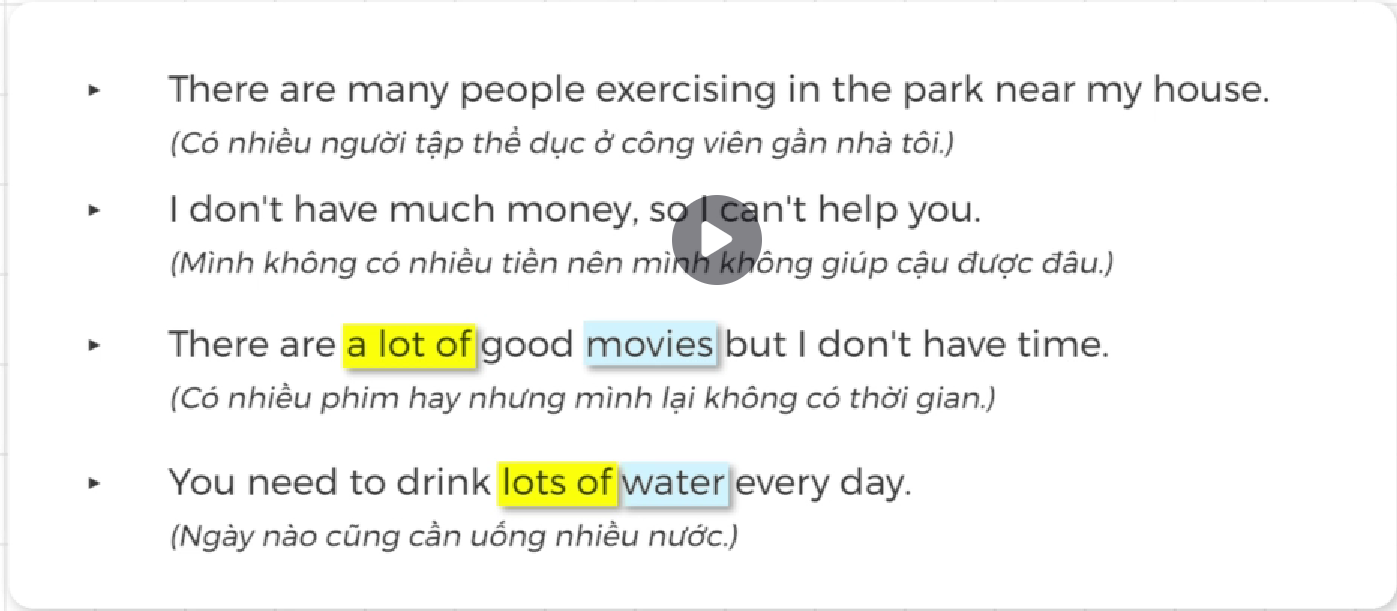 There are many people exercising in the park near my house.
(Có nhiều người tập thể dục ở công viên gần nhà tôi.)
I don't have much money, so I can't help you.
(Mình không có nhiều tiền nên mình không giúp cậu được đâu.)
There are a lot of good movies but I don't have time.
(Có nhiều phim hay nhưng mình lại không có thời gian.)
You need to drink lots of water every day.
(Ngày nào cũng cần uống nhiều nước.)